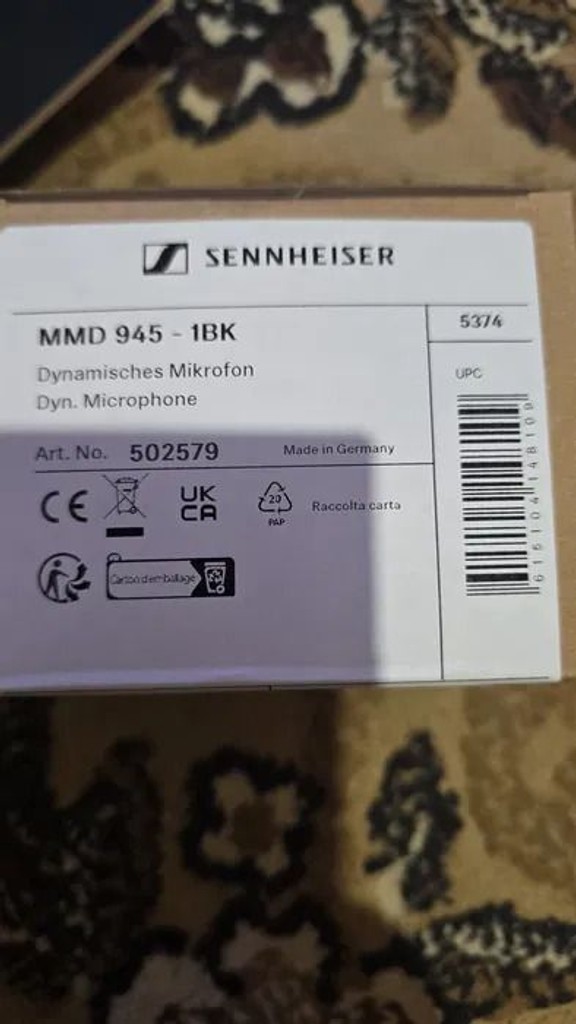 SENNHEISER
MMD 945 - 1BK
5374
Dynamisches Mikrofon
Dyn. Microphone
UPC
Art. No. 502579
Made in Germany
CE
UK
CA
20
PAP
Raccolta carta
Carton d'emballage